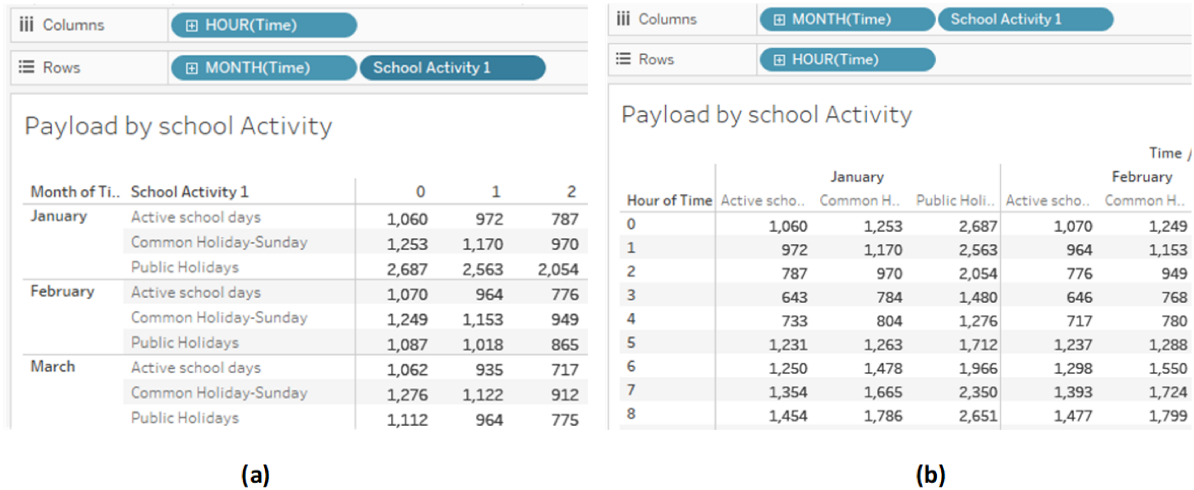 Columns HOUR(Time)
Rows MONTH(Time) School Activity 1
Payload by school Activity
Month of Ti.. School Activity 1 0 1 2
January Active school days 1,060 972 787
Common Holiday-Sunday 1,253 1,170 970
Public Holidays 2,687 2,563 2,054
February Active school days 1,070 964 776
Common Holiday-Sunday 1,249 1,153 949
Public Holidays 1,087 1,018 865
March Active school days 1,062 935 717
Common Holiday-Sunday 1,276 1,122 912
Public Holidays 1,112 964 775
(a)
Columns MONTH(Time) School Activity 1
Rows HOUR(Time)
Payload by school Activity
Time /
January February
Hour of Time Active scho.. Common H.. Public Holi.. Active scho.. Common H..
0 1,060 1,253 2,687 1,070 1,249
1 972 1,170 2,563 964 1,153
2 787 970 2,054 776 949
3 643 784 1,480 646 768
4 733 804 1,276 717 780
5 1,231 1,263 1,712 1,237 1,288
6 1,250 1,478 1,966 1,298 1,550
7 1,354 1,665 2,350 1,393 1,724
8 1,454 1,786 2,651 1,477 1,799
(b)